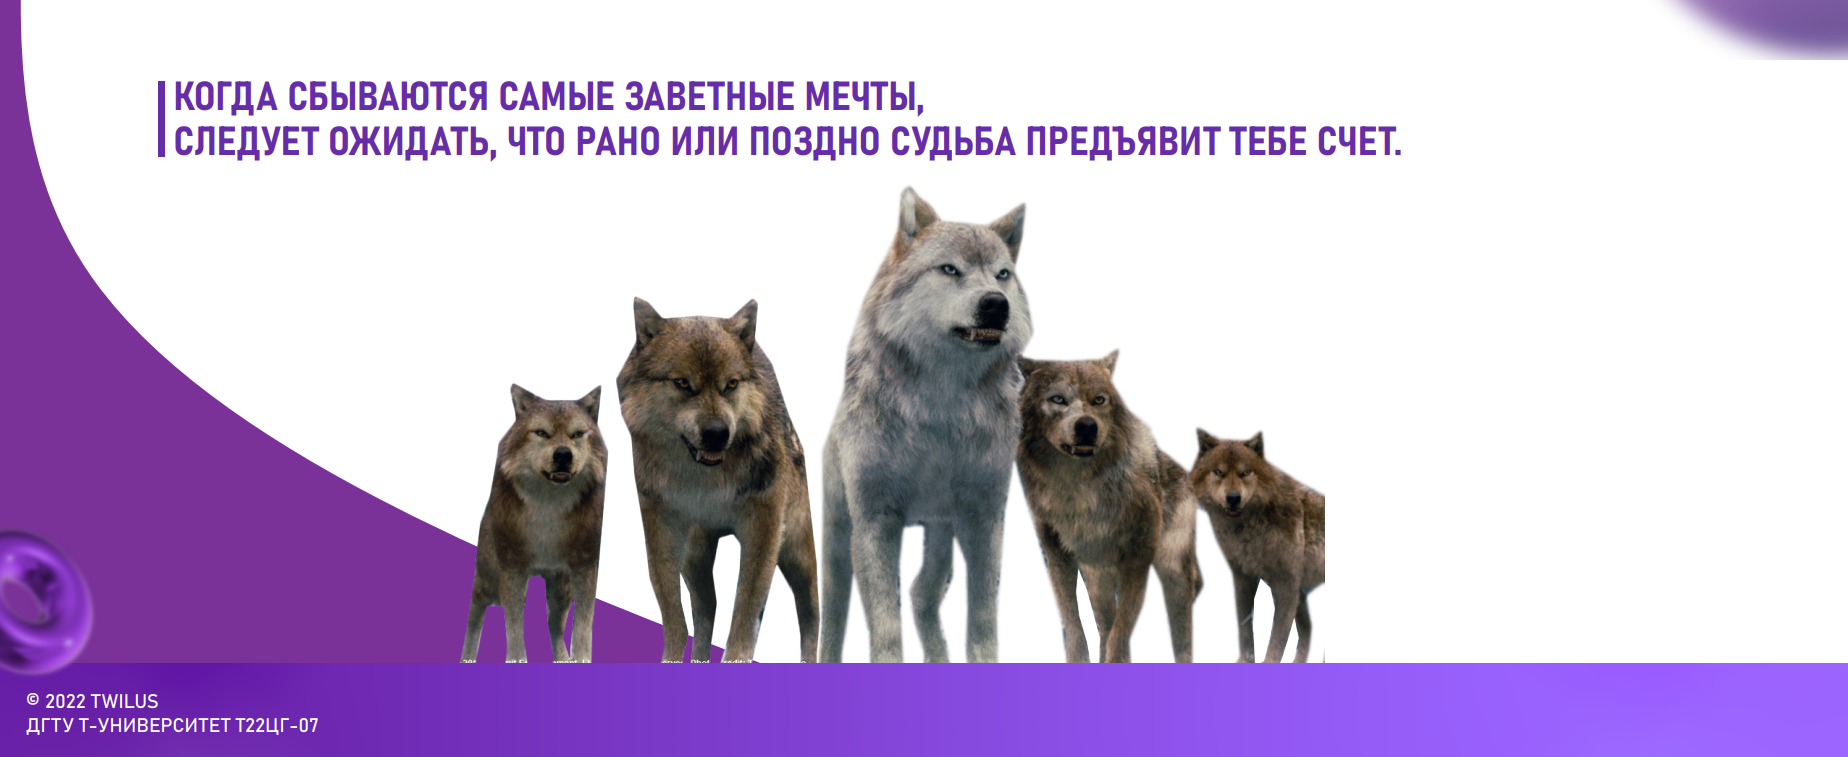 КОГДА СБЫВАЮТСЯ САМЫЕ ЗАВЕТНЫЕ МЕЧТЫ,
СЛЕДУЕТ ОЖИДАТЬ, ЧТО РАНО ИЛИ ПОЗДНО СУДЬБА ПРЕДЪЯВИТ ТЕБЕ СЧЕТ.
© 2022 TWILUS
ДГТУ Т-УНИВЕРСИТЕТ Т22ЦГ-07